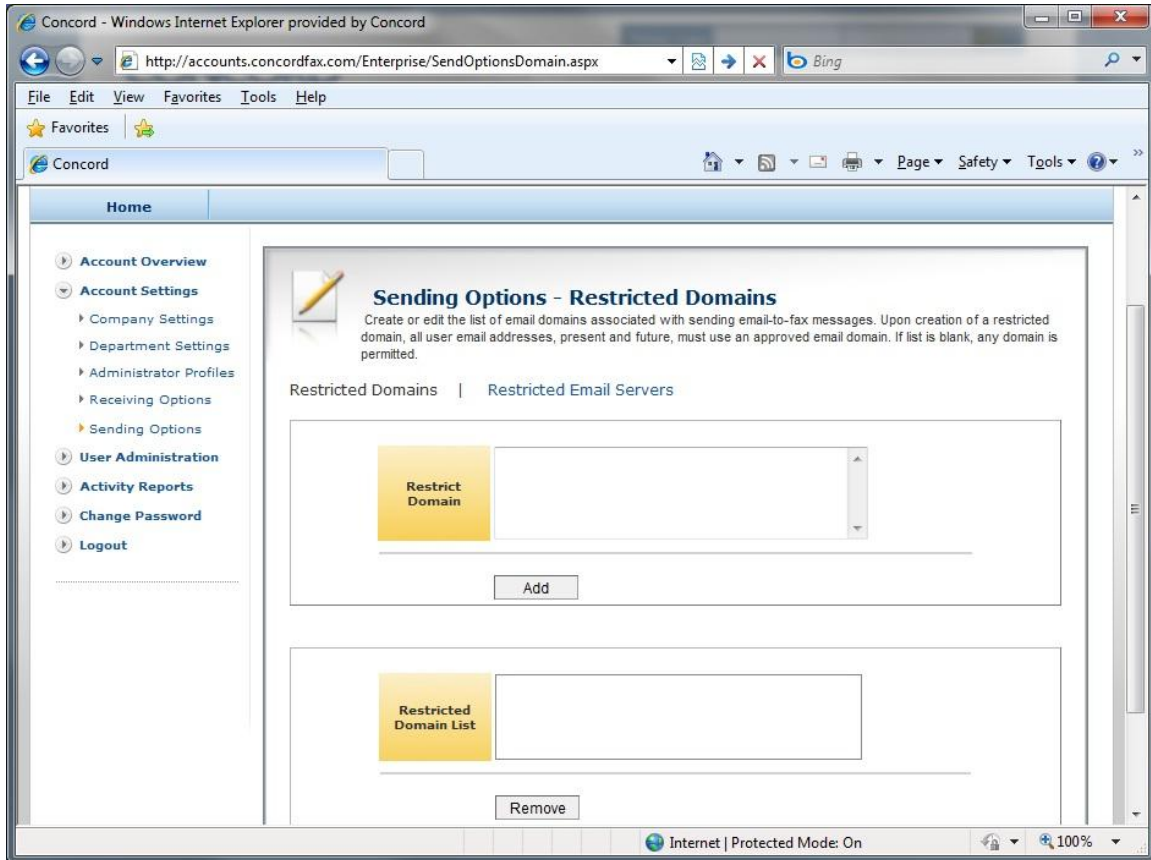 Concord - Windows Internet Explorer provided by Concord
http://accounts.concordfax.com/Enterprise/SendOptionsDomain.aspx
Bing
File Edit View Favorites Tools Help
Favorites
Concord
Page Safety Tools
Home
Account Overview
Account Settings
Company Settings
Department Settings
Administrator Profiles
Receiving Options
Sending Options
User Administration
Activity Reports
Change Password
Logout
Sending Options - Restricted Domains
Create or edit the list of email domains associated with sending email-to-fax messages. Upon creation of a restricted
domain, all user email addresses, present and future, must use an approved email domain. If list is blank, any domain is
permitted.
Restricted Domains | Restricted Email Servers
Restrict
Domain
Add
Restricted
Domain List
Remove
Internet | Protected Mode: On
100%